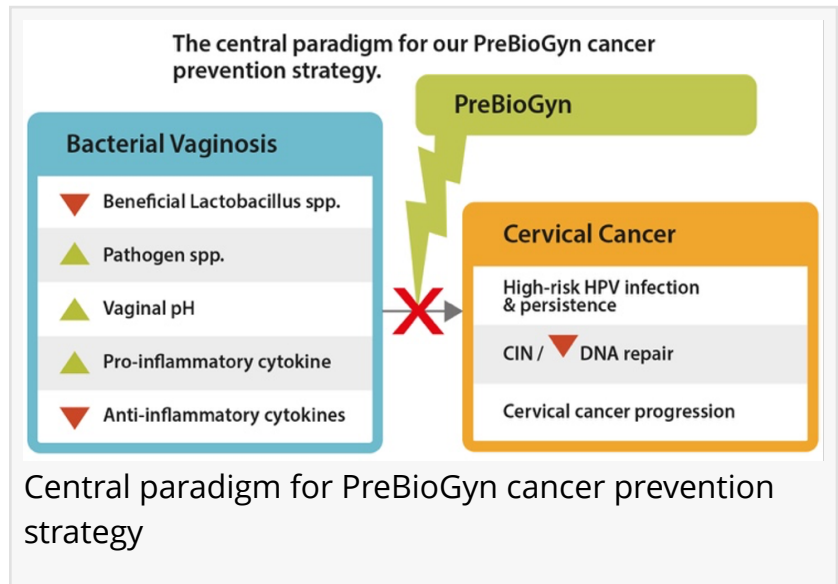 The central paradigm for our PreBioGyn cancer
prevention strategy.
PreBioGyn
Bacterial Vaginosis
Beneficial Lactobacillus spp.
Pathogen spp.
Vaginal pH
Pro-inflammatory cytokine
Anti-inflammatory cytokines
Cervical Cancer
High-risk HPV infection
& persistence
CIN / DNA repair
Cervical cancer progression
Central paradigm for PreBioGyn cancer prevention
strategy